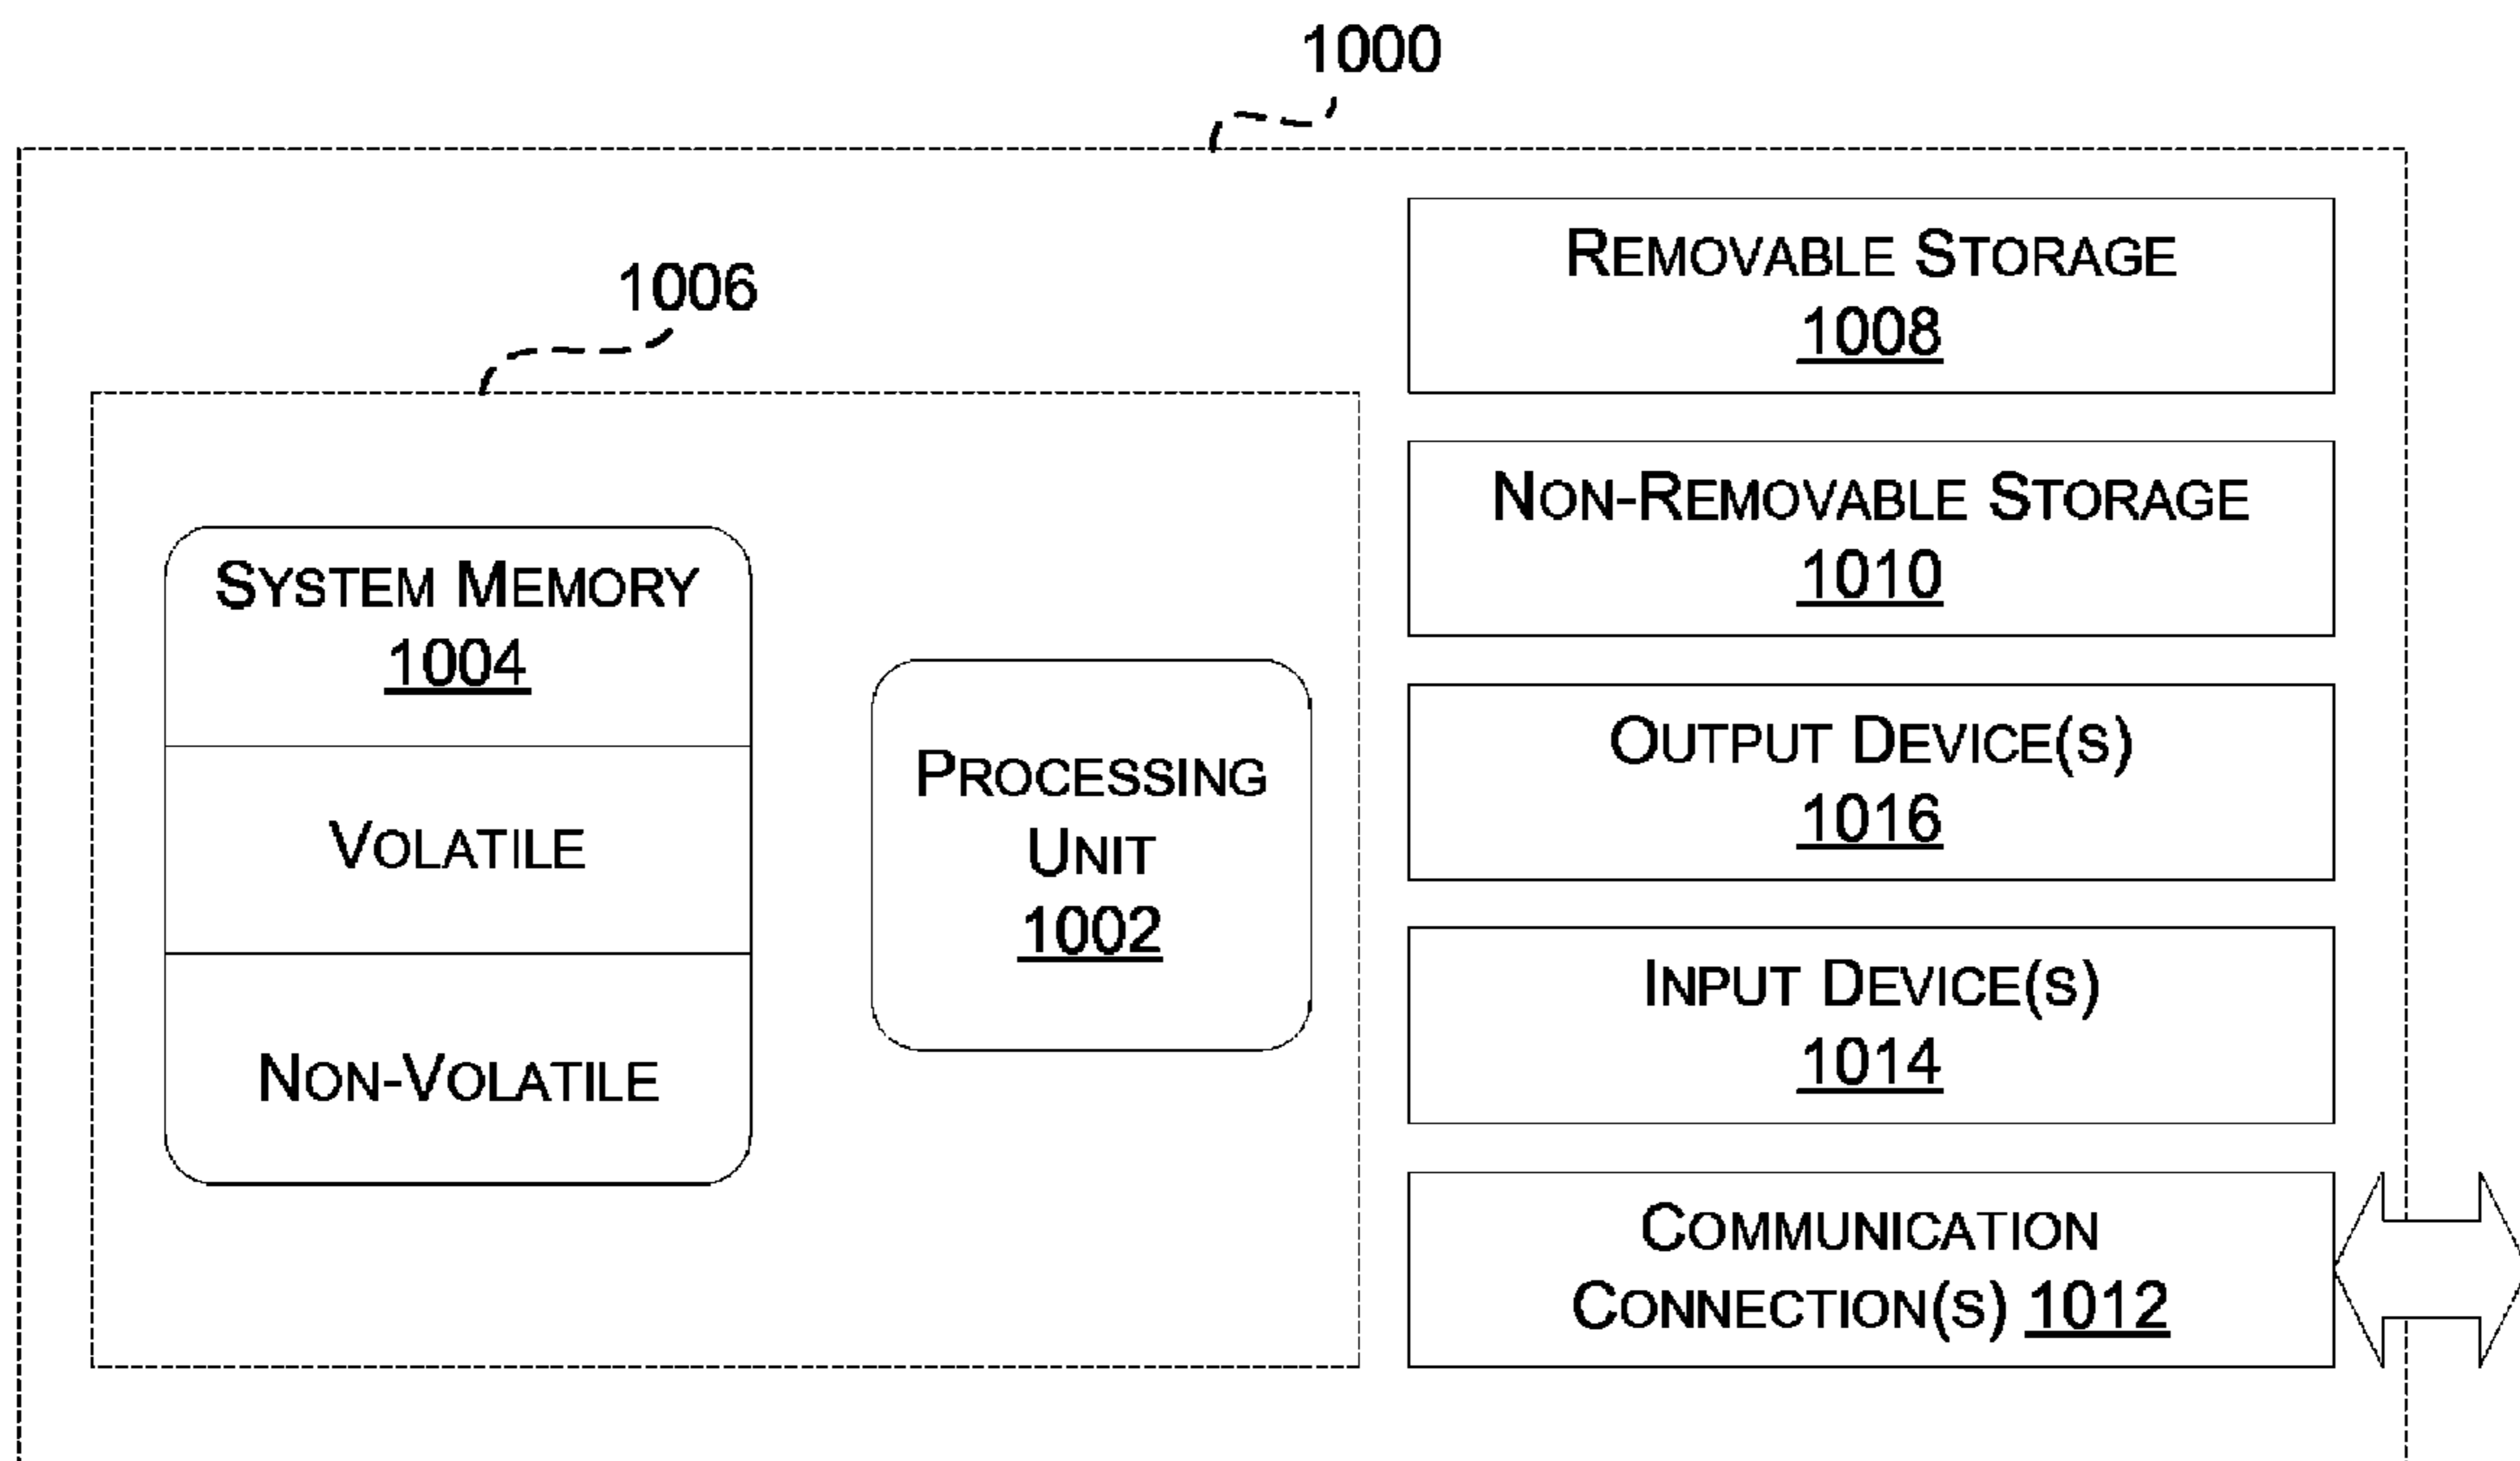 1000
1006
SYSTEM MEMORY
1004
VOLATILE
NON-VOLATILE
PROCESSING
UNIT
1002
REMOVABLE STORAGE
1008
NON-REMOVABLE STORAGE
1010
OUTPUT DEVICE(S)
1016
INPUT DEVICE(S)
1014
COMMUNICATION
CONNECTION(S) 1012